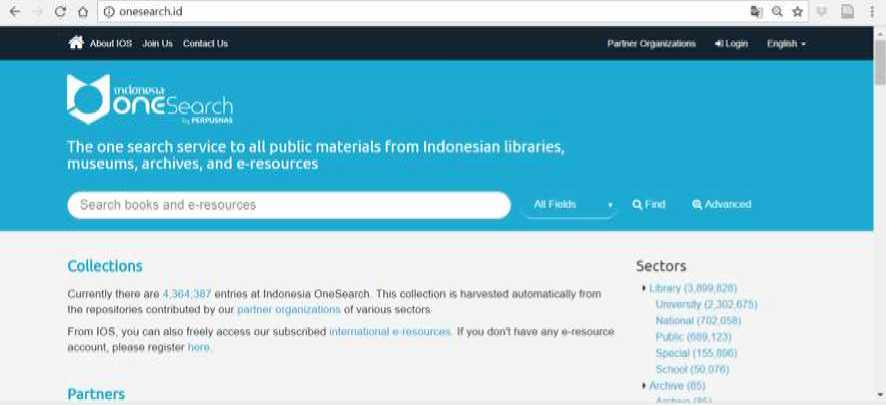 onesearch.id
About IOS Join Us Contact Us
Partner Organizations Login English
indonesia
OneSearch
by PERPUSNAS
The one search service to all public materials from Indonesian libraries,
museums, archives, and e-resources
Search books and e-resources All Fields Find Advanced
Collections
Currently there are 4,364,387 entries at Indonesia OneSearch. This collection is harvested automatically from
the repositories contributed by our partner organizations of various sectors
From IOS, you can also freely access our subscribed international e-resources. If you don't have any e-resource
account, please register here.
Partners
Sectors
Library (3,899,828)
University (2,302,675)
National (702,058)
Public (689,123)
Special (155,896)
School (50,076)
Archive (85)
Archive (85)